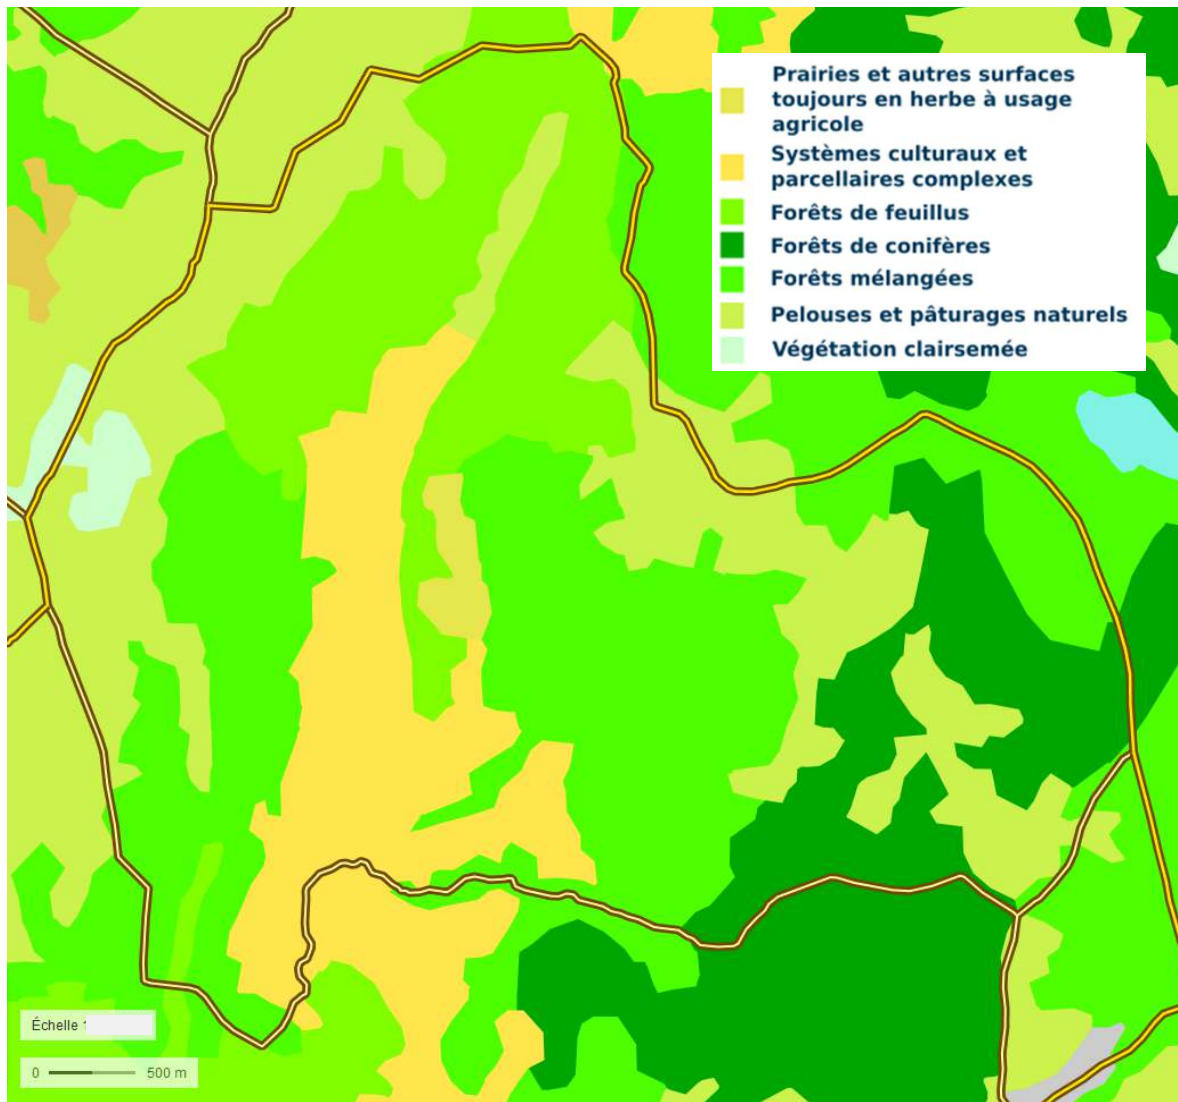 Prairies et autres surfaces
toujours en herbe à usage
agricole
Systèmes culturaux et
parcellaires complexes
Forêts de feuillus
Forêts de conifères
Forêts mélangées
Pelouses et pâturages naturels
Végétation clairsemée
Échelle
0 500 m